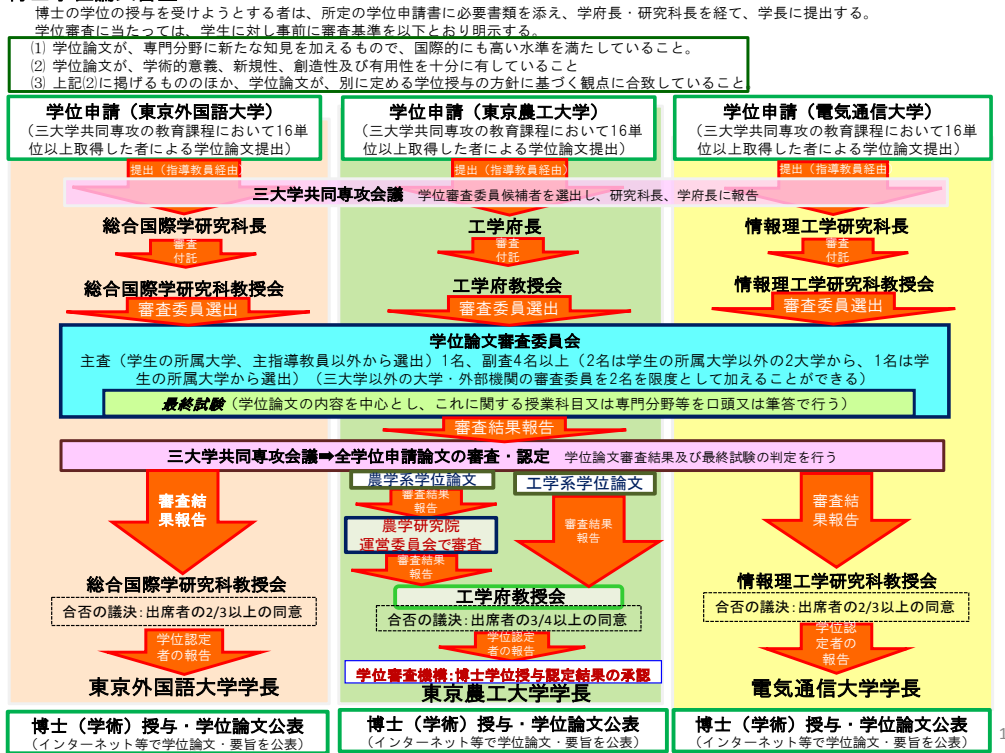 博士の学位の授与を受けようとする者は、所定の学位申請書に必要書類を添え、学府長・研究科長を経て、学長に提出する。
学位審査に当たっては、学生に対し事前に審査基準を以下とおり明示する。
⑴ 学位論文が、専門分野に新たな知見を加えるもので、国際的にも高い水準を満たしていること。
⑵ 学位論文が、学術的意義、新規性、創造性及び有用性を十分に有していること
⑶ 上記⑵に掲げるもののほか、学位論文が、別に定める学位授与の方針に基づく観点に合致していること
学位申請（東京外国語大学）
（三大学共同専攻の教育課程において16単
位以上取得した者による学位論文提出）
学位申請（東京農工大学）
（三大学共同専攻の教育課程において16単
位以上取得した者による学位論文提出）
学位申請（電気通信大学）
（三大学共同専攻の教育課程において16単
位以上取得した者による学位論文提出）
提出（指導教員経由）
提出（指導教員経由）
提出（指導教員経由
三大学共同専攻会議　学位審査委員候補者を選出し、研究科長、学府長に報告
総合国際学研究科長
工学府長
情報理工学研究科長
審査
付託
審査
付託
審査
付託
総合国際学研究科教授会
工学府教授会
情報理工学研究科教授会
審査委員選出
審査委員選出
審査委員選出
学位論文審査委員会
主査（学生の所属大学、主指導教員以外から選出）1名、副査4名以上（2名は学生の所属大学以外の2大学から、1名は学
生の所属大学から選出）（三大学以外の大学・外部機関の審査委員を2名を限度として加えることができる）
最終試験（学位論文の内容を中心とし、これに関する授業科目又は専門分野等を口頭又は筆答で行う）
審査結果報告
三大学共同専攻会議➡全学位申請論文の審査・認定　学位論文審査結果及び最終試験の判定を行う
農学系学位論文
工学系学位論文
審査結
果報告
審査結果
報告
審査結果
報告
審査結
果報告
農学研究院
運営委員会で審査
審査結果
報告
総合国際学研究科教授会
工学府教授会
情報理工学研究科教授会
合否の議決：出席者の2/3以上の同意
合否の議決：出席者の3/4以上の同意
合否の議決：出席者の2/3以上の同意
学位認定
者の報告
学位認定
者の報告
学位認
定者の
報告
学位審査機構：博士学位授与認定結果の承認
東京外国語大学学長
東京農工大学学長
電気通信大学学長
博士（学術）授与・学位論文公表
（インターネット等で学位論文・要旨を公表）
博士（学術）授与・学位論文公表
（インターネット等で学位論文・要旨を公表）
博士（学術）授与・学位論文公表
（インターネット等で学位論文・要旨を公表）